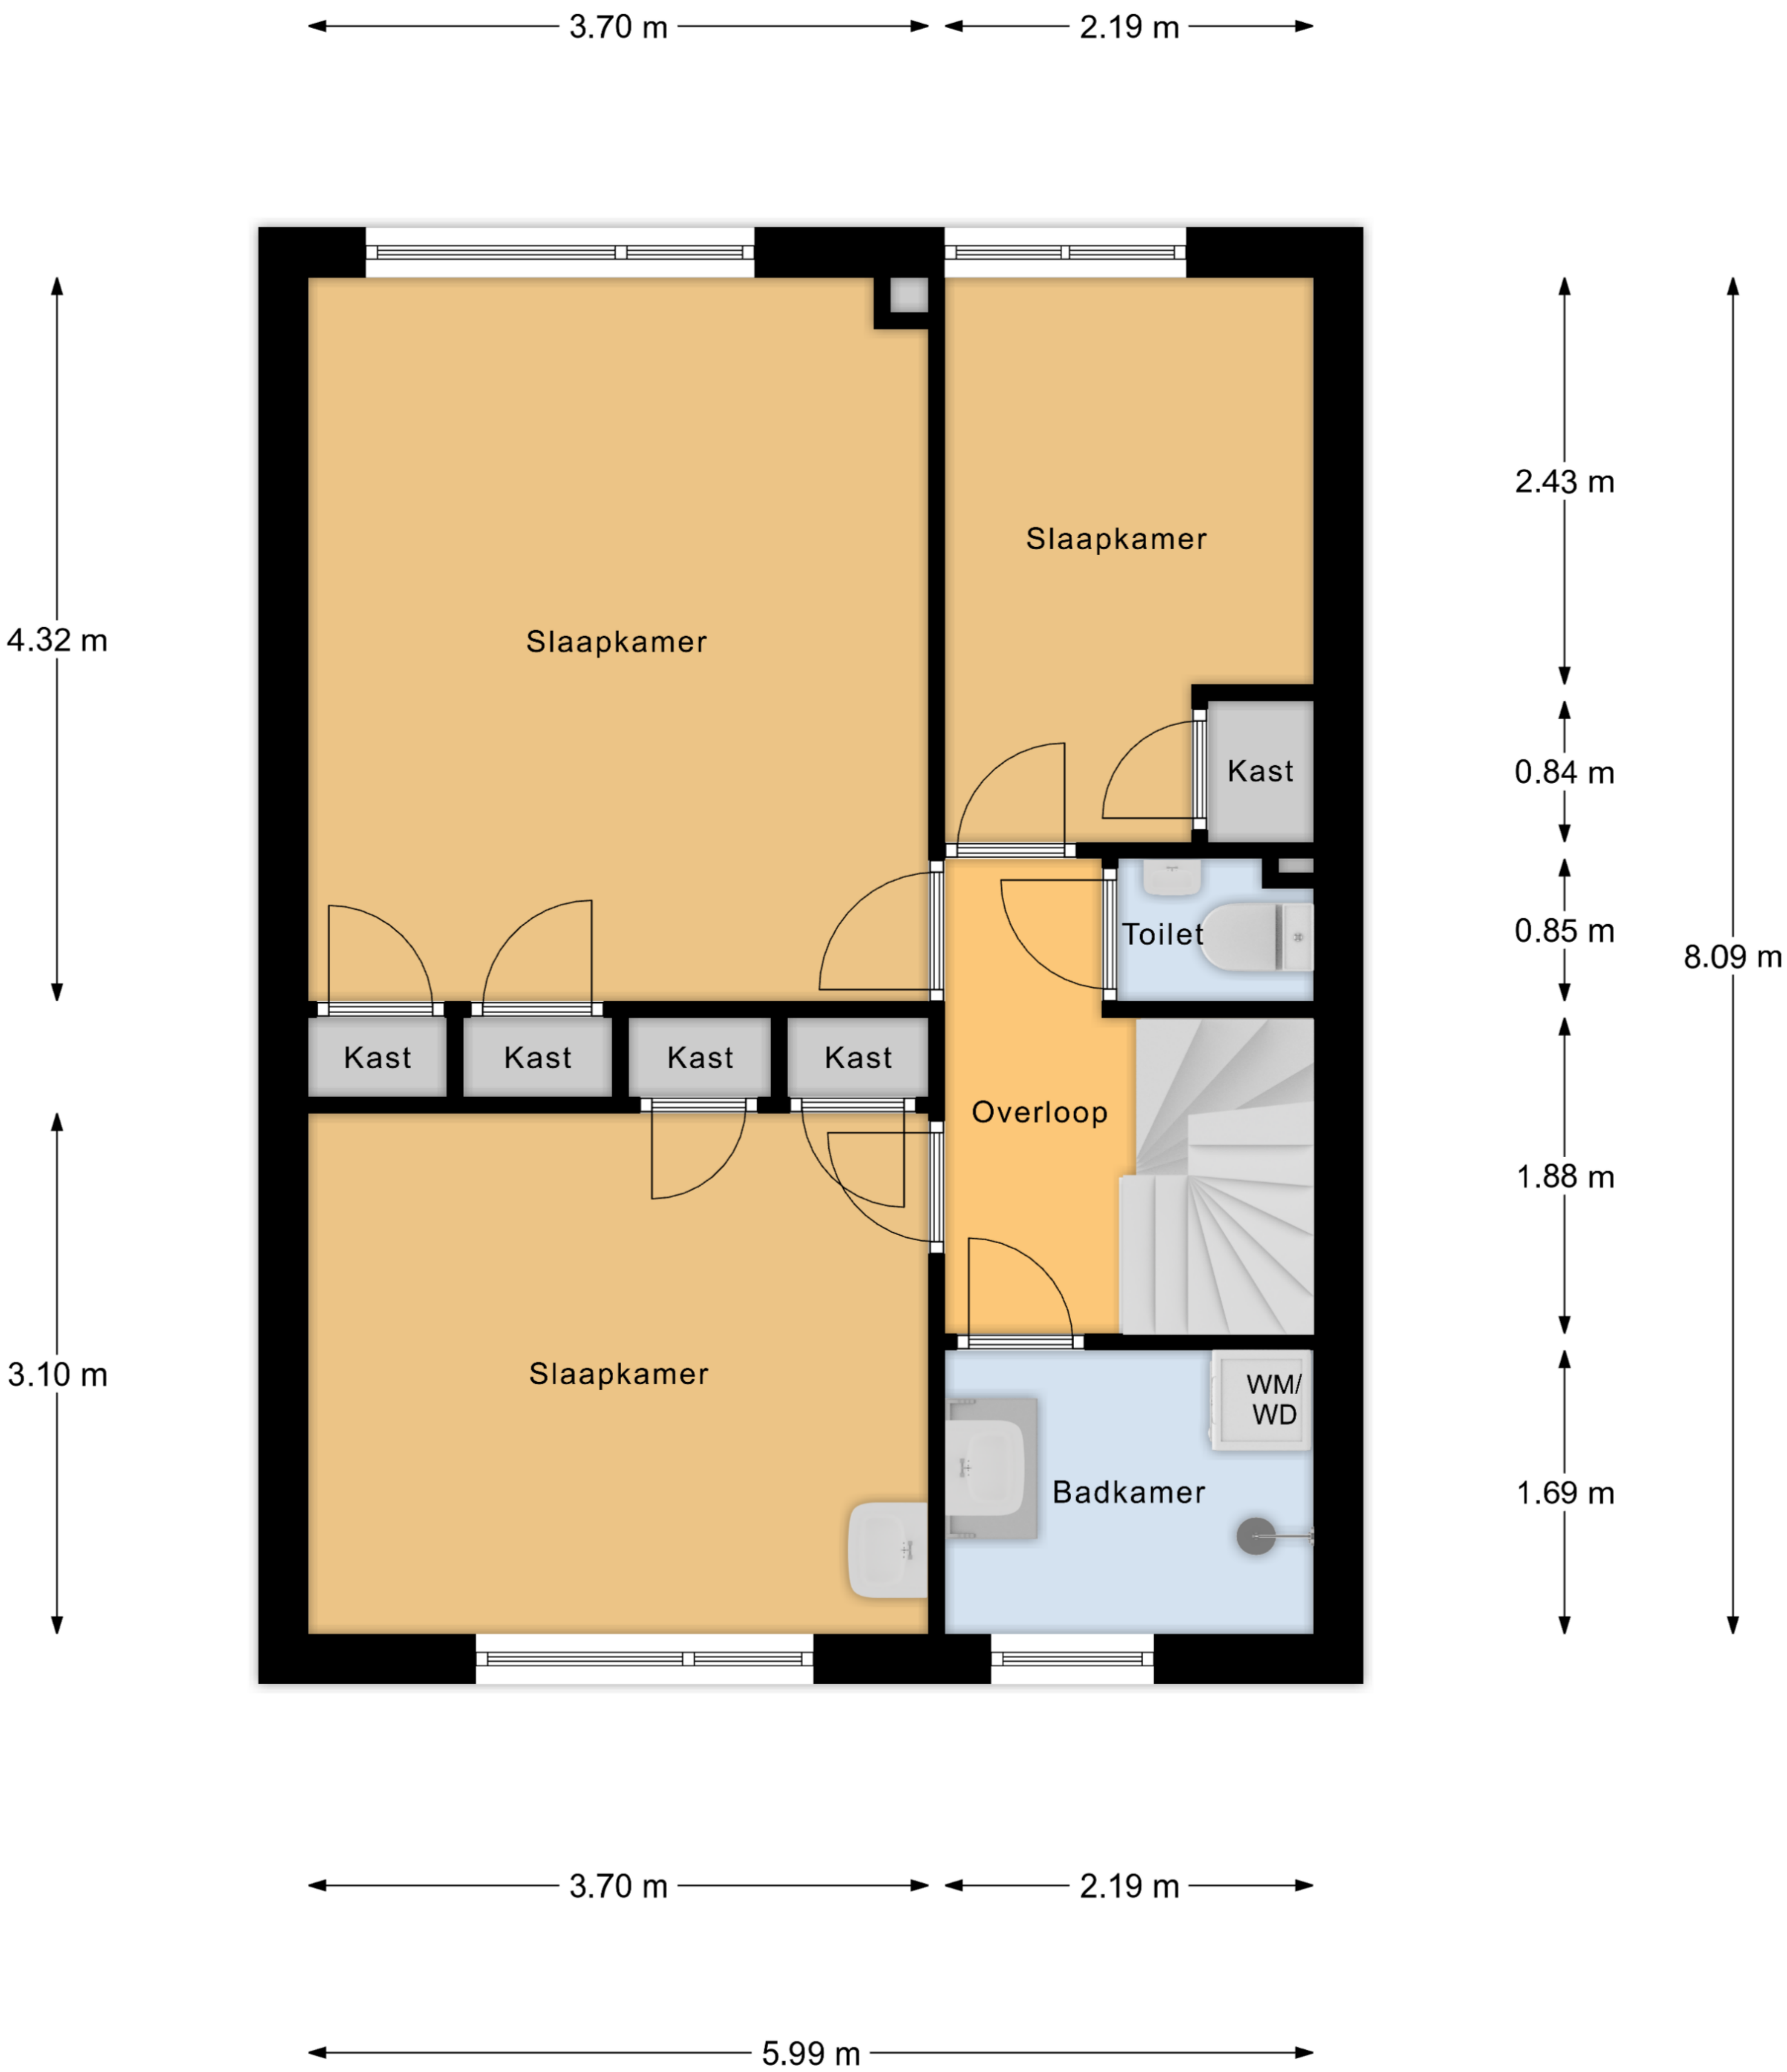 3.70 m
2.19 m
2.43 m
Slaapkamer
4.32 m
Slaapkamer
0.84 m
Kast
0.85 m
Toilet
8.09 m
Kast
Kast
Kast
Kast
Overloop
1.88 m
3.10 m
Slaapkamer
WM/
WD
Badkamer
1.69 m
3.70 m
2.19 m
5.99 m